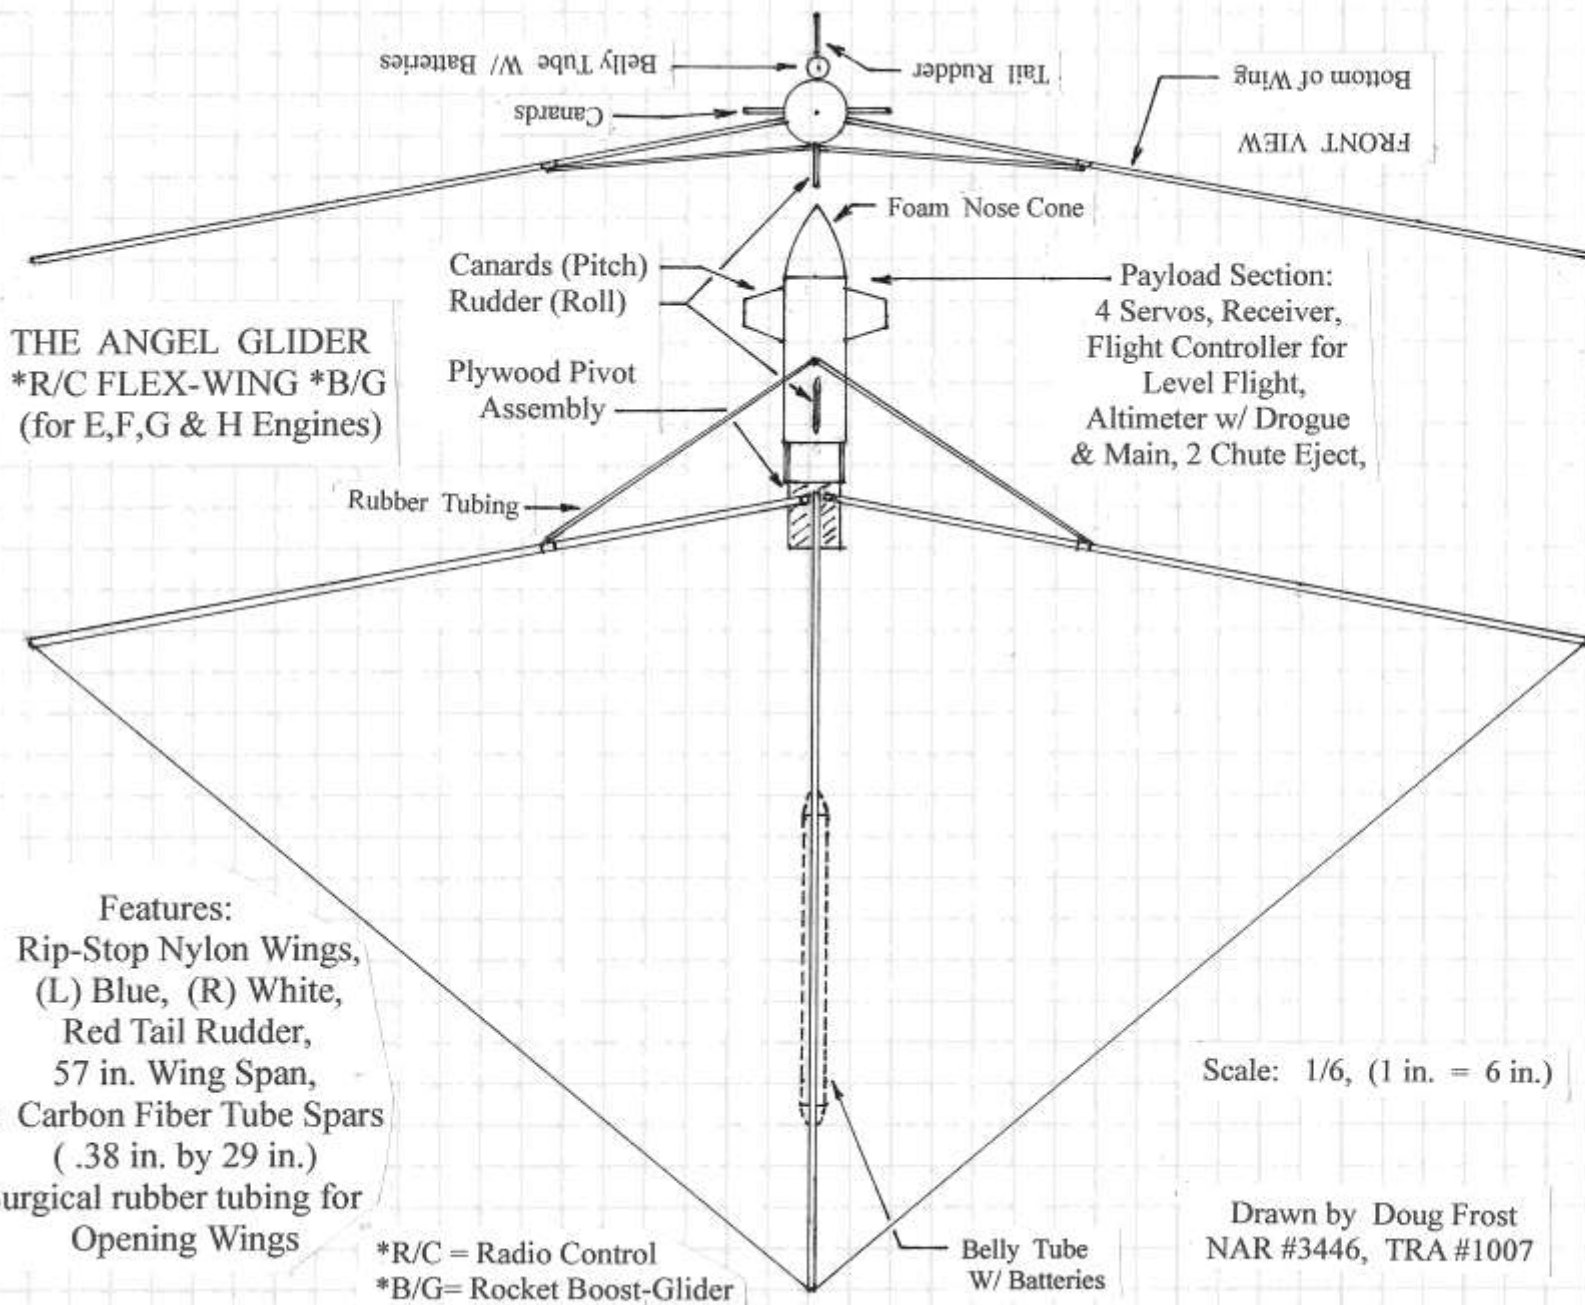 Belly Tube W/ Batteries
Tail Rudder
Bottom of Wing
Canards
FRONT VIEW
Foam Nose Cone
Canards (Pitch)
Rudder (Roll)
Payload Section:
4 Servos, Receiver,
Flight Controller for
Level Flight,
Altimeter w/ Drogue
& Main, 2 Chute Eject,
THE ANGEL GLIDER
*R/C FLEX-WING *B/G
(for E,F,G & H Engines)
Plywood Pivot
Assembly
Rubber Tubing
Features:
Rip-Stop Nylon Wings,
(L) Blue, (R) White,
Red Tail Rudder,
57 in. Wing Span,
Carbon Fiber Tube Spars
( .38 in. by 29 in.)
urgical rubber tubing for
Opening Wings
*R/C = Radio Control
*B/G= Rocket Boost-Glider
Belly Tube
W/ Batteries
Scale: 1/6, (1 in. = 6 in.)
Drawn by Doug Frost
NAR #3446, TRA #1007